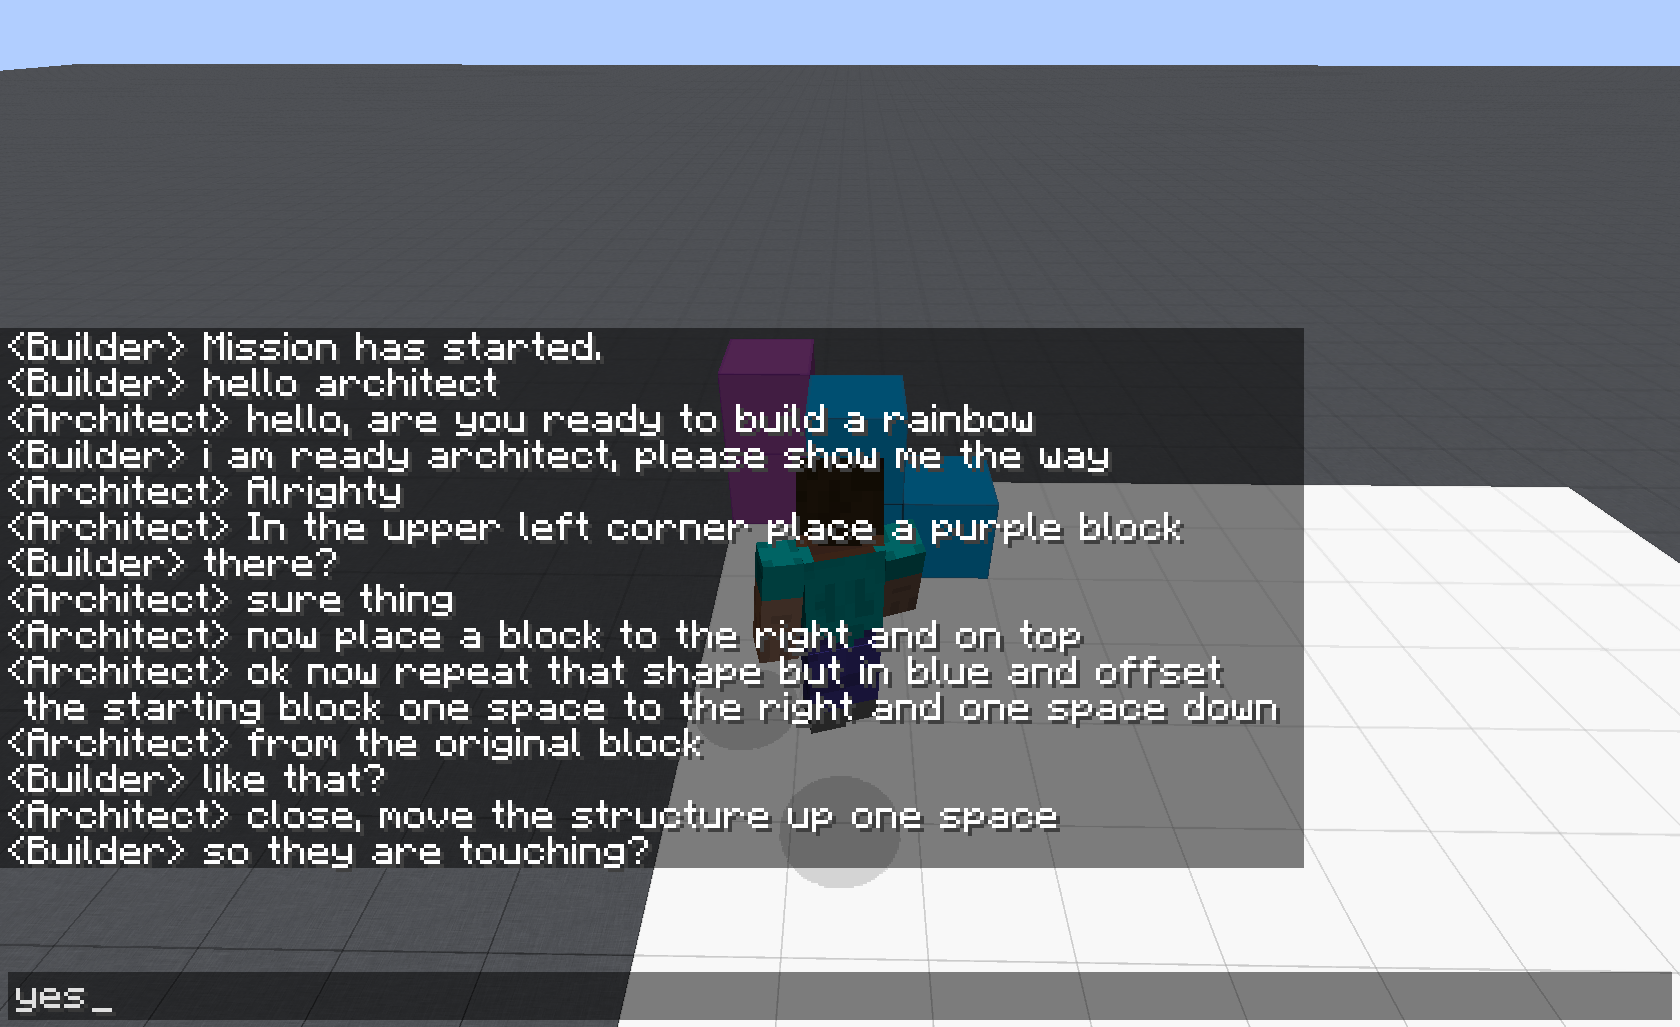 <Builder> Mission has started.
<Builder> hello architect
<Architect> hello, are you ready to build a rainbow
<Builder> i am ready architect, please show me the way
<Architect> Alrighty
<Architect> In the upper left corner place a purple block
<Builder> there?
<Architect> sure thing
<Architect> now place a block to the right and on top
<Architect> ok now repeat that shape but in blue and offset
the starting block one space to the right and one space down
<Architect> from the original block
<Builder> like that?
<Architect> close, move the structure up one space
<Builder> so they are touching?
yes_